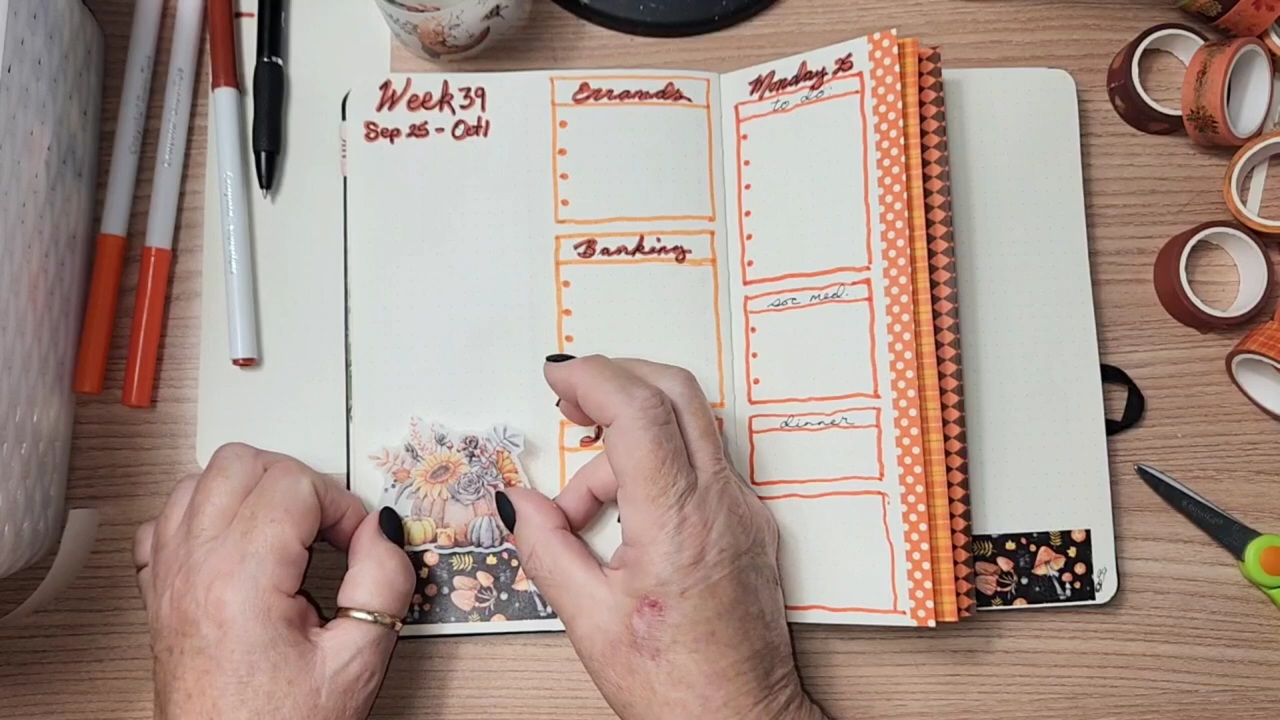 Week 39
Sep 25 - Oct 1
Errands
Banking
Monday 25
to do:
soc med.
dinner